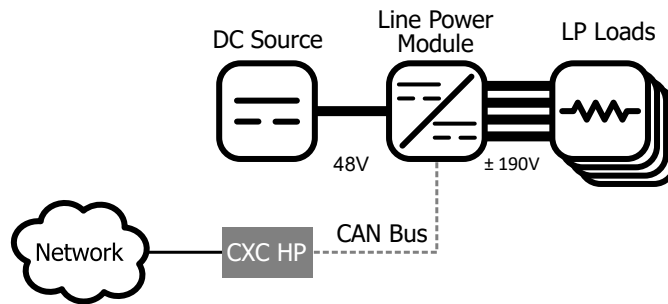 DC Source
Line Power
Module
LP Loads
48V
± 190V
Network
CXC HP
CAN Bus